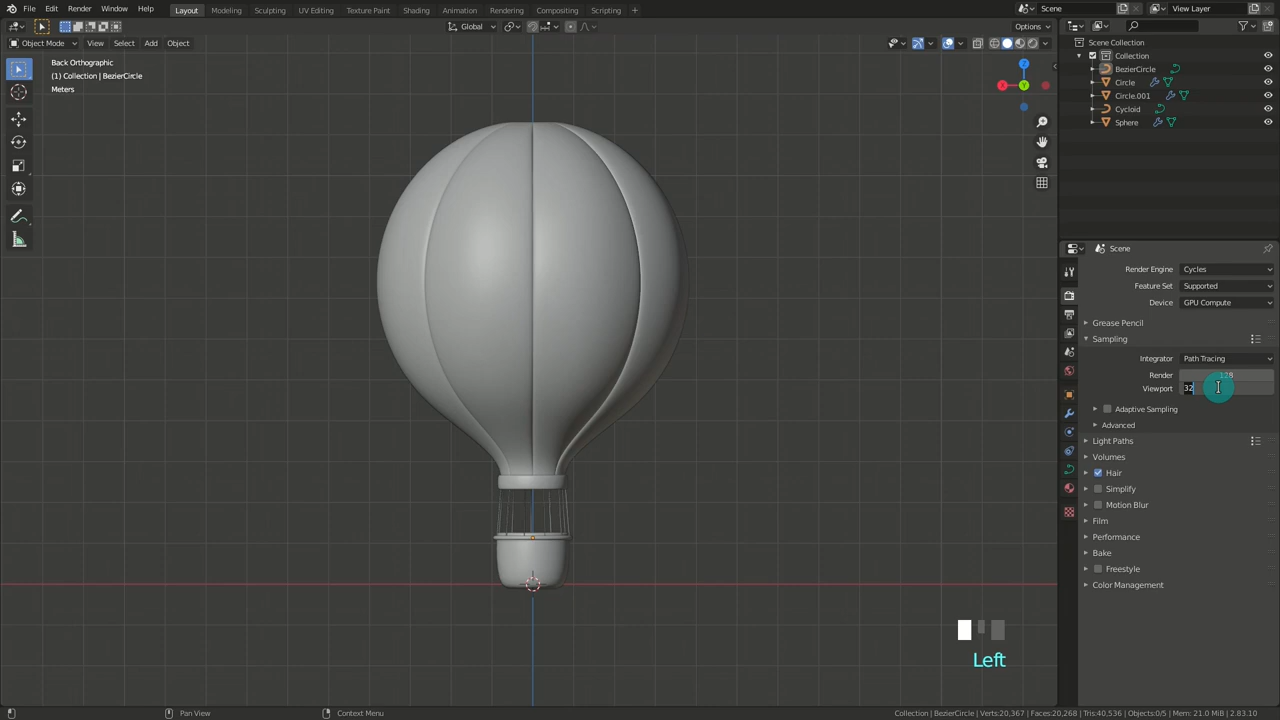 File Edit Render Window Help Layout Modeling Sculpting UV Editing Texture Paint Shading Animation Rendering Compositing Scripting + Scene View Layer
Global Options
Object Mode View Select Add Object
Back Orthographic
(1) Collection | BezierCircle
Meters
Z
X
Y
Scene Collection
Collection
BezierCircle
Circle
Circle.001
Cycloid
Sphere
Scene
Render Engine Cycles
Feature Set Supported
Device GPU Compute
Grease Pencil
Sampling
Integrator Path Tracing
Render 128
Viewport 32
Adaptive Sampling
Advanced
Light Paths
Volumes
Hair
Simplify
Motion Blur
Film
Performance
Bake
Freestyle
Color Management
Left
Pan View Context Menu Collection | BezierCircle | Verts:20,367 | Faces:20,268 | Tris:40,536 | Objects:0/5 | Mem: 21.0 MiB | 2.83.10